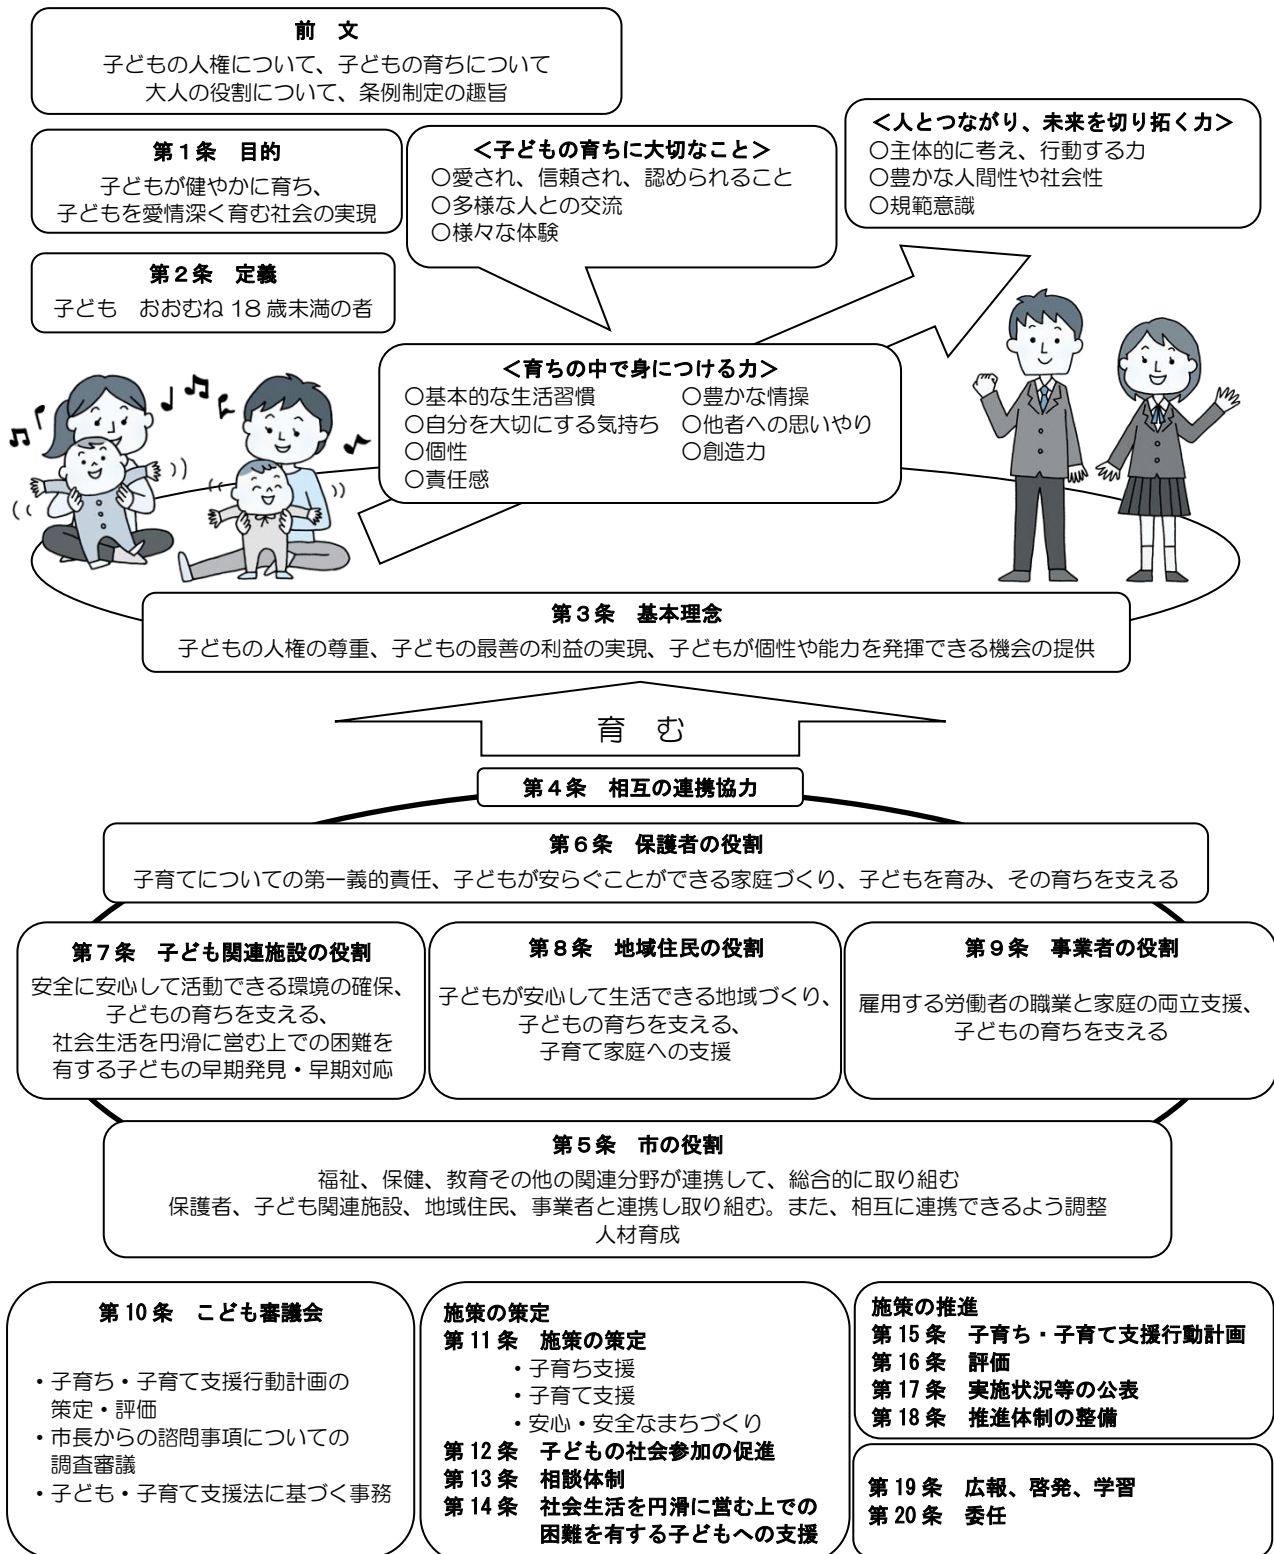 前　文
子どもの人権について、子どもの育ちについて
大人の役割について、条例制定の趣旨
第１条　目的
子どもが健やかに育ち、
子どもを愛情深く育む社会の実現
第２条　定義
子ども　おおむね 18 歳未満の者
＜子どもの育ちに大切なこと＞
○愛され、信頼され、認められること
○多様な人との交流
○様々な体験
＜人とつながり、未来を切り拓く力＞
○主体的に考え、行動する力
○豊かな人間性や社会性
○規範意識
＜育ちの中で身につける力＞
○基本的な生活習慣　○豊かな情操
○自分を大切にする気持ち　○他者への思いやり
○個性　○創造力
○責任感
第３条　基本理念
子どもの人権の尊重、子どもの最善の利益の実現、子どもが個性や能力を発揮できる機会の提供
育　む
第４条　相互の連携協力
第６条　保護者の役割
子育てについての第一義的責任、子どもが安らぐことができる家庭づくり、子どもを育み、その育ちを支える
第７条　子ども関連施設の役割
安全に安心して活動できる環境の確保、
子どもの育ちを支える、
社会生活を円滑に営む上での困難を
有する子どもの早期発見・早期対応
第８条　地域住民の役割
子どもが安心して生活できる地域づくり、
子どもの育ちを支える、
子育て家庭への支援
第９条　事業者の役割
雇用する労働者の職業と家庭の両立支援、
子どもの育ちを支える
第５条　市の役割
福祉、保健、教育その他の関連分野が連携して、総合的に取り組む
保護者、子ども関連施設、地域住民、事業者と連携し取り組む。また、相互に連携できるよう調整
人材育成
第 10 条　こども審議会
・子育ち・子育て支援行動計画の
策定・評価
・市長からの諮問事項についての
調査審議
・子ども・子育て支援法に基づく事務
施策の策定
第 11 条　施策の策定
・子育ち支援
・子育て支援
・安心・安全なまちづくり
第 12 条　子どもの社会参加の促進
第 13 条　相談体制
第 14 条　社会生活を円滑に営む上での
困難を有する子どもへの支援
施策の推進
第 15 条　子育ち・子育て支援行動計画
第 16 条　評価
第 17 条　実施状況等の公表
第 18 条　推進体制の整備
第 19 条　広報、啓発、学習
第 20 条　委任